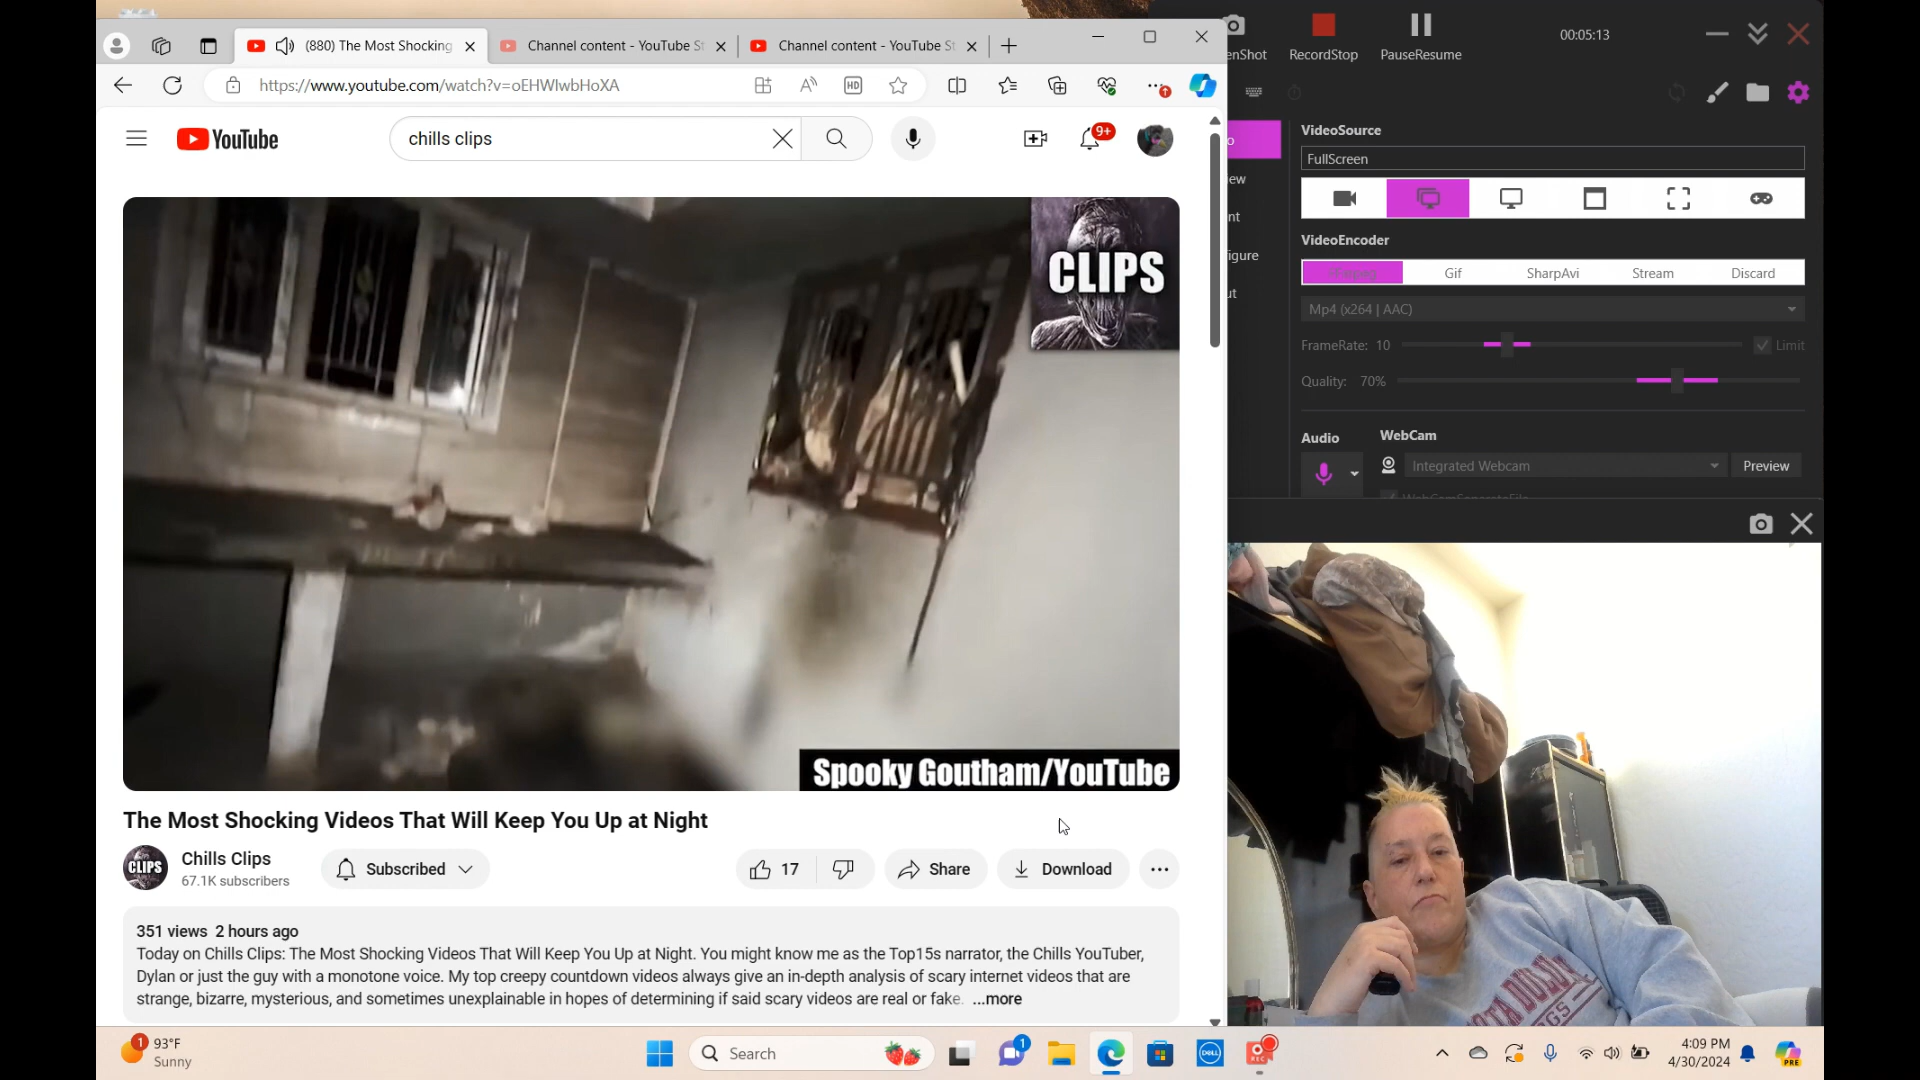 (880) The Most Shocking
Channel content - YouTube St
Channel content - YouTube St
https://www.youtube.com/watch?v=oEHWIwbHoXA
HD
YouTube
chills clips
9+
CLIPS
Spooky Goutham/YouTube
The Most Shocking Videos That Will Keep You Up at Night
CLIPS
Chills Clips
67.1K subscribers
Subscribed
17
Share
Download
351 views 2 hours ago
Today on Chills Clips: The Most Shocking Videos That Will Keep You Up at Night. You might know me as the Top15s narrator, the Chills YouTuber,
Dylan or just the guy with a monotone voice. My top creepy countdown videos always give an in-depth analysis of scary internet videos that are
strange, bizarre, mysterious, and sometimes unexplainable in hopes of determining if said scary videos are real or fake. ...more
enShot
RecordStop
PauseResume
00:05:13
o
ew
nt
igure
ut
VideoSource
FullScreen
VideoEncoder
Gif
SharpAvi
Stream
Discard
Mp4 (x264 | AAC)
FrameRate: 10
Limit
Quality: 70%
Audio
WebCam
Integrated Webcam
Preview
1
93°F
Sunny
Search
1
DELL
REC
4:09 PM
4/30/2024
PRE